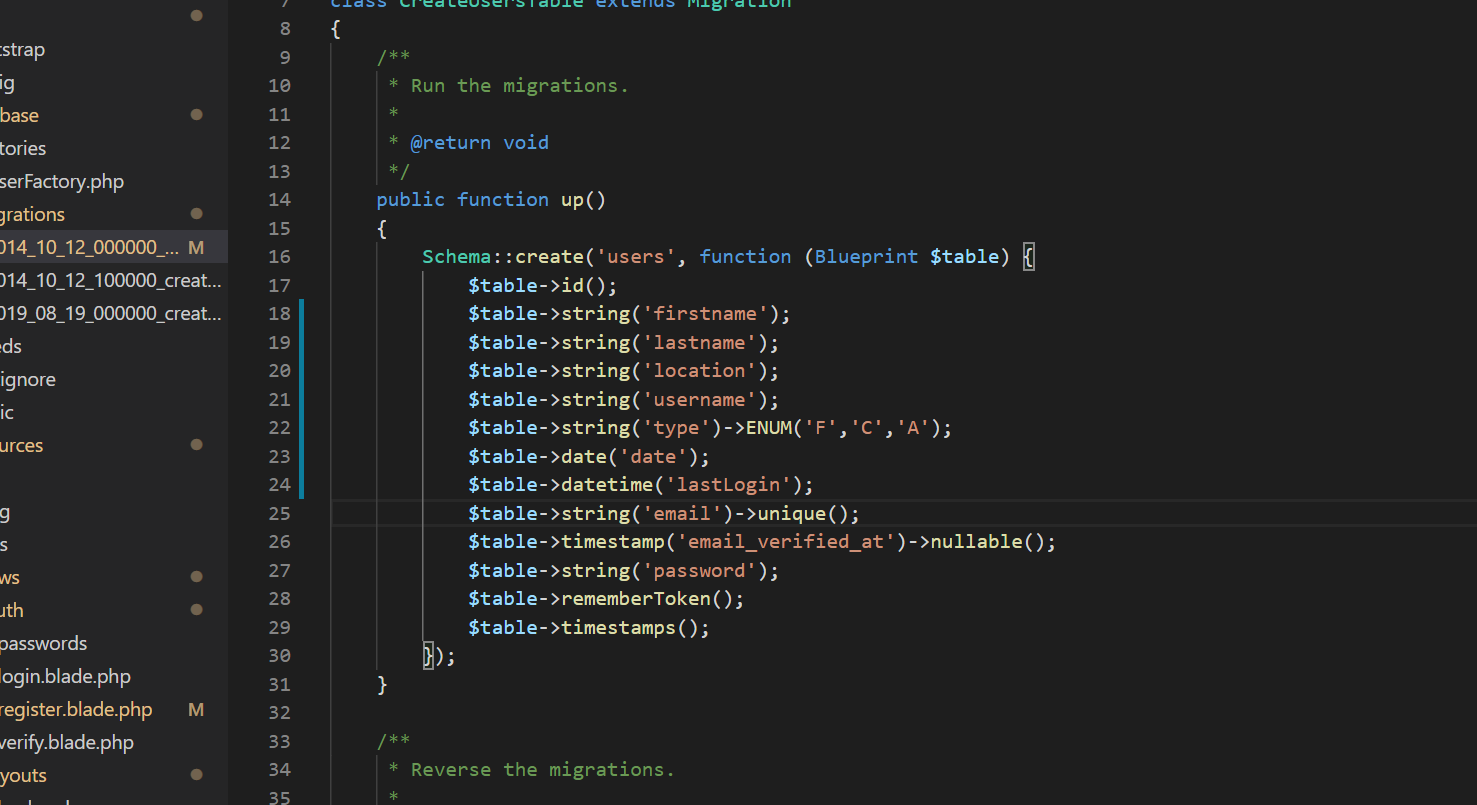 7 class CreateUsersTable extends Migration
8 {
9 /**
10 * Run the migrations.
11 *
12 * @return void
13 */
14 public function up()
15 {
16 Schema::create('users', function (Blueprint $table) {
17 $table->id();
18 $table->string('firstname');
19 $table->string('lastname');
20 $table->string('location');
21 $table->string('username');
22 $table->string('type')->ENUM('F','C','A');
23 $table->date('date');
24 $table->datetime('lastLogin');
25 $table->string('email')->unique();
26 $table->timestamp('email_verified_at')->nullable();
27 $table->string('password');
28 $table->rememberToken();
29 $table->timestamps();
30 });
31 }
32
33 /**
34 * Reverse the migrations.
35 *
tstrap
ig
base
tories
serFactory.php
grations
014_10_12_000000_... M
014_10_12_100000_creat...
019_08_19_000000_creat...
eds
ignore
ic
urces
g
s
ws
uth
passwords
login.blade.php
register.blade.php M
verify.blade.php
youts